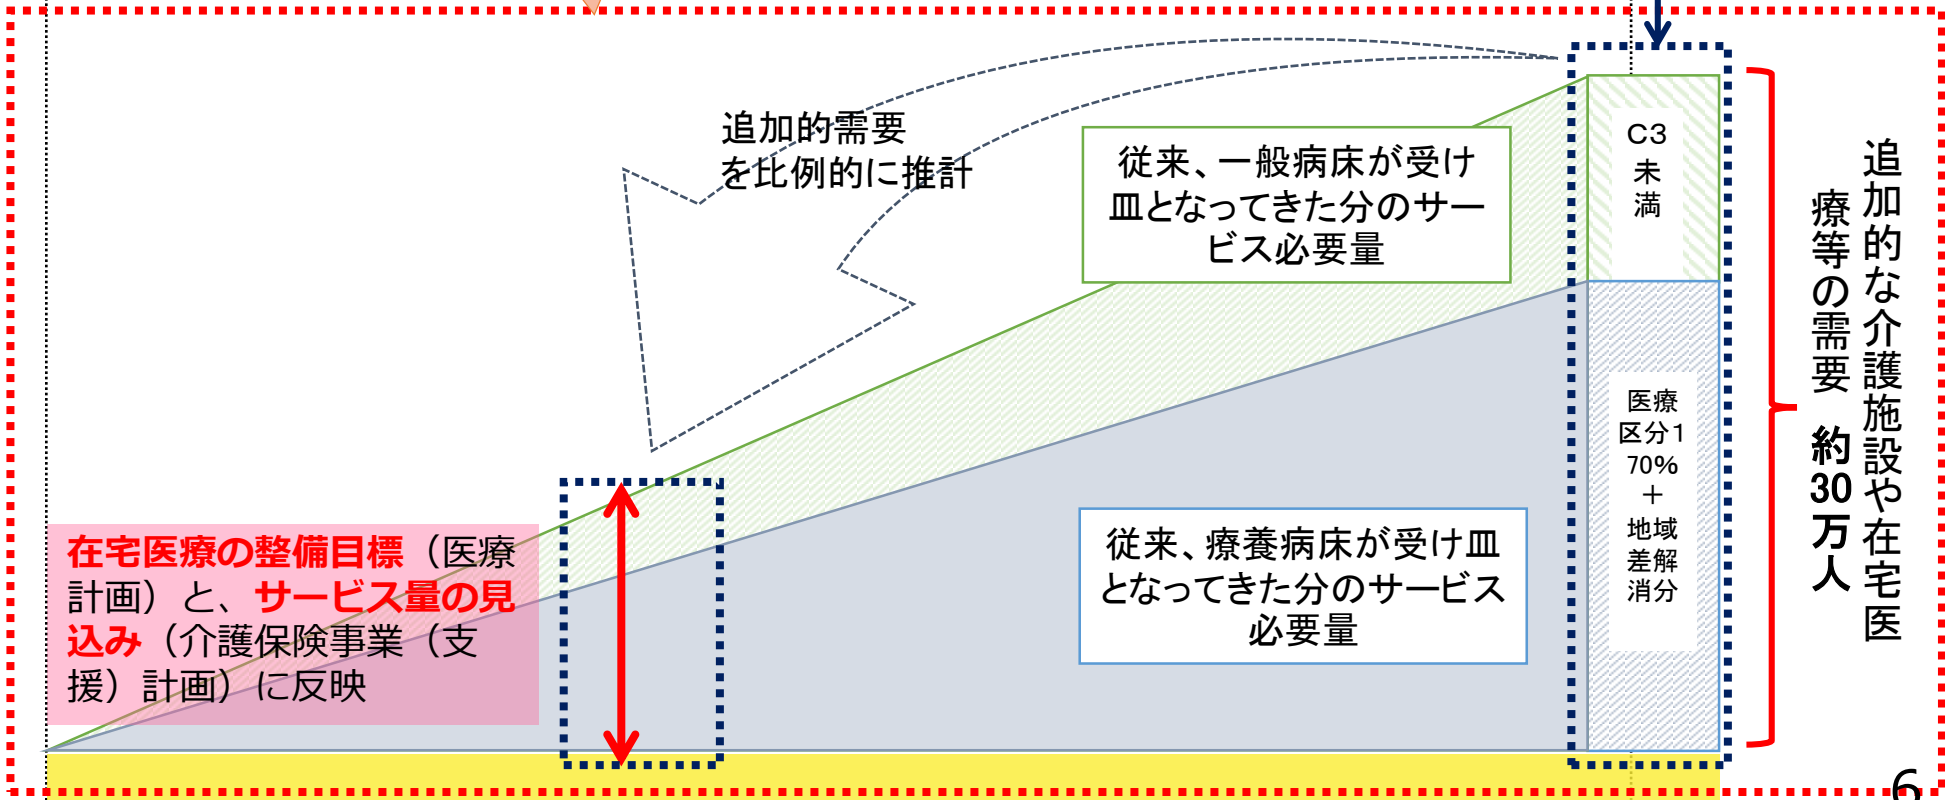 追加的需要
を比例的に推計
従来、一般病床が受け
皿となってきた分のサー
ビス必要量
C3
未
満
追加的な介護施設や在宅医
療等の需要 約30万人
医療
区分1
70%
＋
地域
差解
消分
従来、療養病床が受け皿
となってきた分のサービス
必要量
在宅医療の整備目標（医療
計画）と、サービス量の見
込み（介護保険事業（支
援）計画）に反映
6